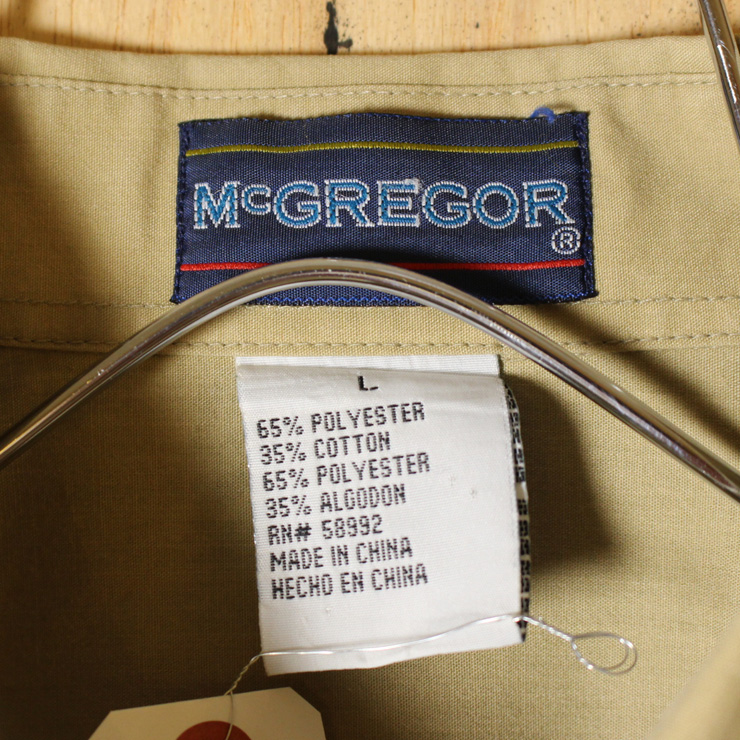 McGREGOR
®
L
65% POLYESTER
35% COTTON
65% POLYESTER
35% ALGODON
RN# 58992
MADE IN CHINA
HECHO EN CHINA